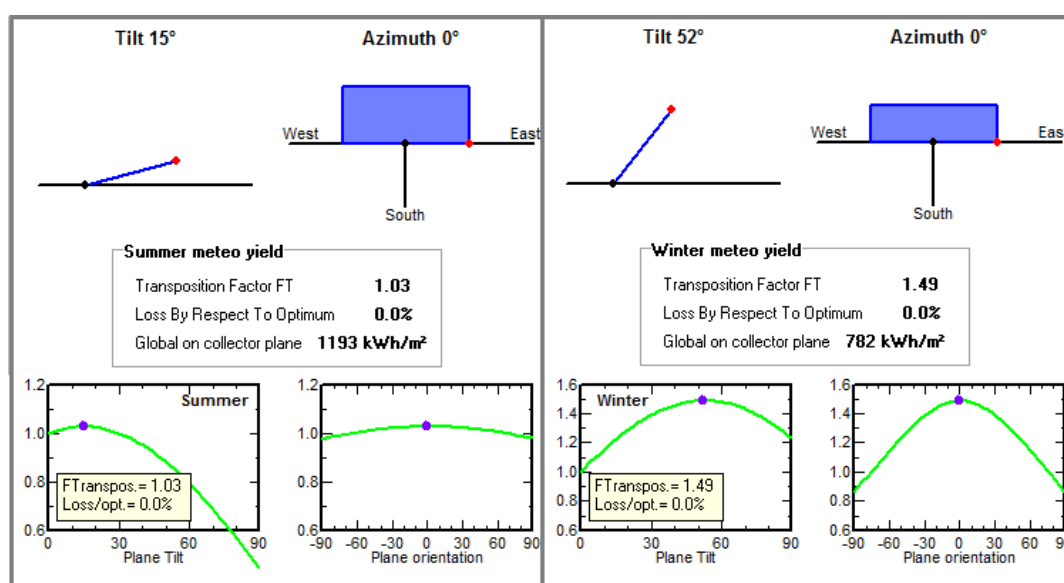 Tilt 15°
Azimuth 0°
West
East
South
Summer meteo yield
Transposition Factor FT 1.03
Loss By Respect To Optimum 0.0%
Global on collector plane 1193 kWh/m²
1.2
1.0
0.8
0.6
Summer
FTranspos.= 1.03
Loss/opt.= 0.0%
0 30 60 90
Plane Tilt
1.2
1.0
0.8
0.6
-90 -60 -30 0 30 60 90
Plane orientation
Tilt 52°
Azimuth 0°
West
East
South
Winter meteo yield
Transposition Factor FT 1.49
Loss By Respect To Optimum 0.0%
Global on collector plane 782 kWh/m²
1.6
1.4
1.2
1.0
0.8
0.6
Winter
FTranspos.= 1.49
Loss/opt.= 0.0%
0 30 60 90
Plane Tilt
1.6
1.4
1.2
1.0
0.8
0.6
-90 -60 -30 0 30 60 90
Plane orientation